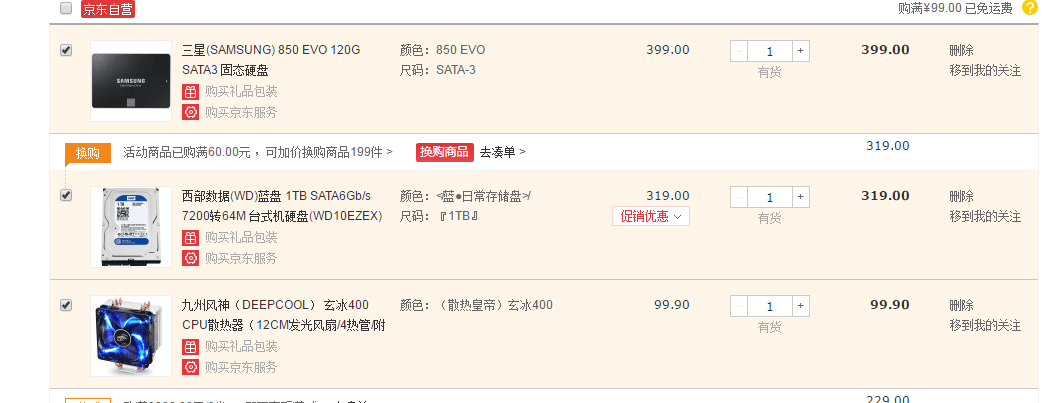 京东自营 购满¥99.00 已免运费 ?
三星(SAMSUNG) 850 EVO 120G 颜色：850 EVO 399.00 - 1 + 399.00 删除
SATA3 固态硬盘 尺码：SATA-3 有货 移到我的关注
购买礼品包装
购买京东服务
SAMSUNG
换购 活动商品已购满60.00元，可加价换购商品199件 > 换购商品 去凑单 > 319.00
西部数据(WD)蓝盘 1TB SATA6Gb/s 颜色：≮蓝●日常存储盘≯ 319.00 - 1 + 319.00 删除
7200转64M 台式机硬盘(WD10EZEX) 尺码：『1TB』 促销优惠 有货 移到我的关注
购买礼品包装
购买京东服务
九州风神（DEEPCOOL） 玄冰400 颜色：（散热皇帝）玄冰400 99.90 - 1 + 99.90 删除
CPU散热器（12CM发光风扇/4热管/附 有货 移到我的关注
购买礼品包装
购买京东服务
229.00